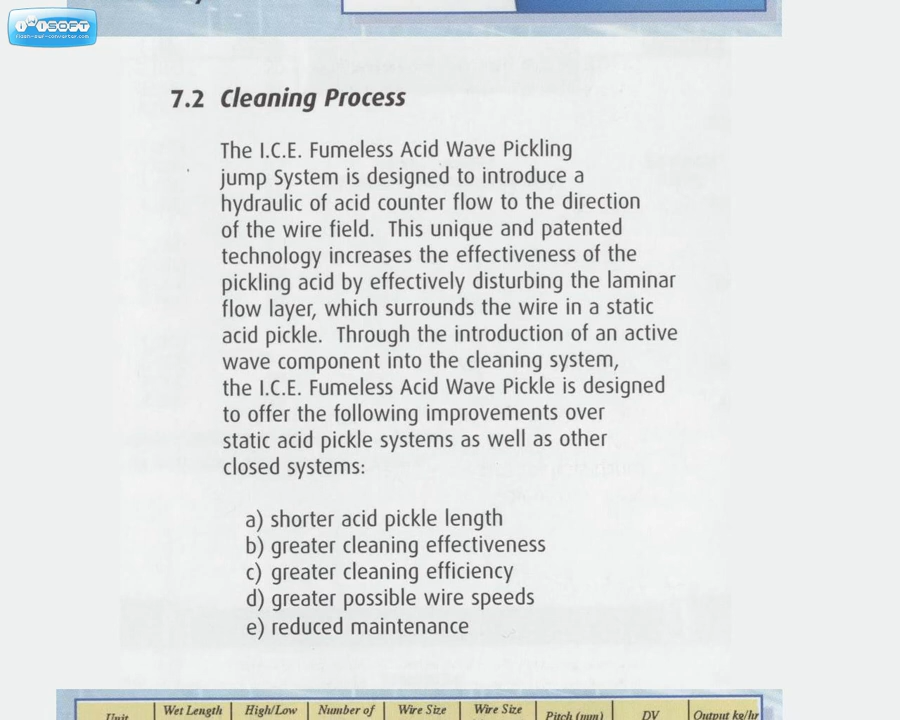 iWiSOFT
flash-swf-converter.com
7.2 Cleaning Process
The I.C.E. Fumeless Acid Wave Pickling
jump System is designed to introduce a
hydraulic of acid counter flow to the direction
of the wire field. This unique and patented
technology increases the effectiveness of the
pickling acid by effectively disturbing the laminar
flow layer, which surrounds the wire in a static
acid pickle. Through the introduction of an active
wave component into the cleaning system,
the I.C.E. Fumeless Acid Wave Pickle is designed
to offer the following improvements over
static acid pickle systems as well as other
closed systems:
a) shorter acid pickle length
b) greater cleaning effectiveness
c) greater cleaning efficiency
d) greater possible wire speeds
e) reduced maintenance
Unit Wet Length High/Low Number of Wire Size Wire Size Pitch (mm) DV Output kg/hr